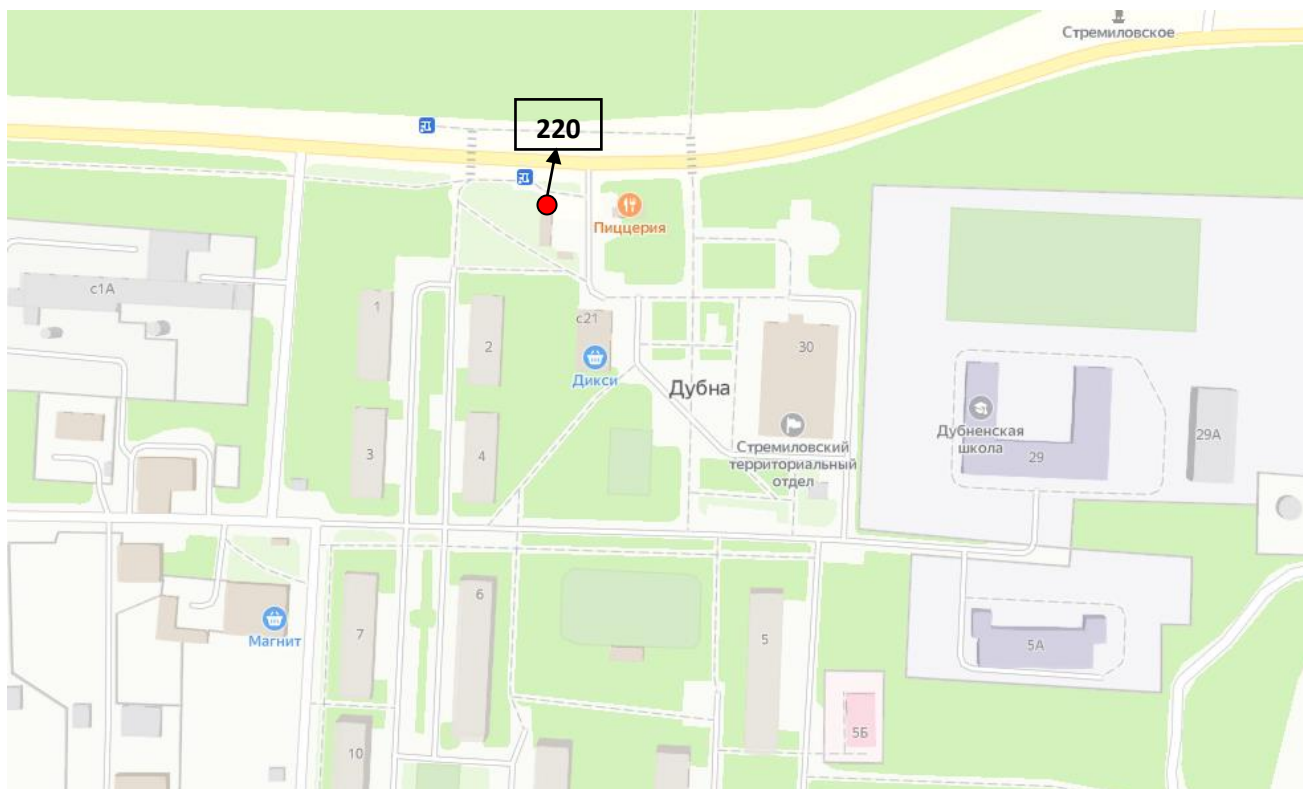 Стремиловское
220
Пиццерия
с1А
1
2
с21
30
Дикси
Дубна
Дубненская
школа
29
29А
3
4
Стремиловский
территориальный
отдел
Магнит
7
6
5
5А
5Б
10